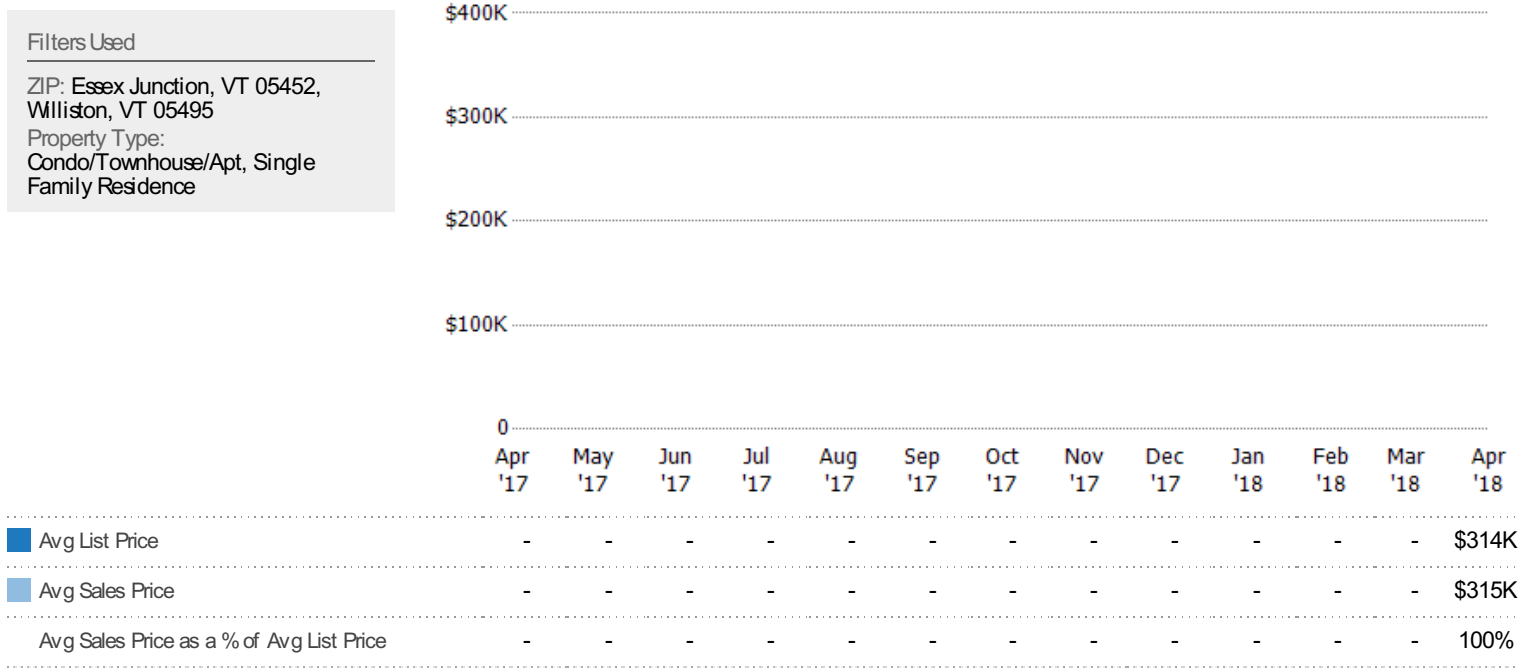 Filters Used
ZIP: Essex Junction, VT 05452,
Williston, VT 05495
Property Type:
Condo/Townhouse/Apt, Single
Family Residence
$400K
$300K
$200K
$100K
0
Apr May Jun Jul Aug Sep Oct Nov Dec Jan Feb Mar Apr
'17 '17 '17 '17 '17 '17 '17 '17 '17 '18 '18 '18 '18
Avg List Price - - - - - - - - - - - - $314K
Avg Sales Price - - - - - - - - - - - - $315K
Avg Sales Price as a % of Avg List Price - - - - - - - - - - - - 100%